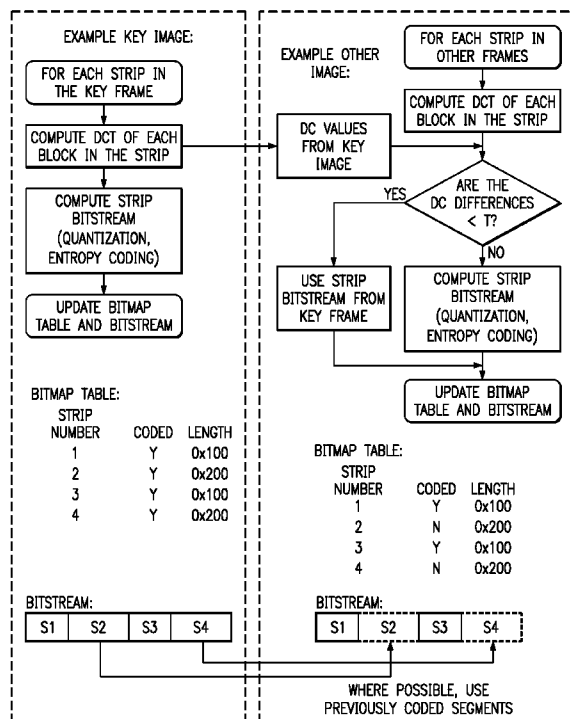 EXAMPLE KEY IMAGE:
FOR EACH STRIP IN
THE KEY FRAME
COMPUTE DCT OF EACH
BLOCK IN THE STRIP
COMPUTE STRIP
BITSTREAM
(QUANTIZATION,
ENTROPY CODING)
UPDATE BITMAP
TABLE AND BITSTREAM
BITMAP TABLE:
STRIP
NUMBER CODED LENGTH
1 Y 0x100
2 Y 0x200
3 Y 0x100
4 Y 0x200
BITSTREAM:
S1 S2 S3 S4
EXAMPLE OTHER
IMAGE:
FOR EACH STRIP IN
OTHER FRAMES
COMPUTE DCT OF EACH
BLOCK IN THE STRIP
DC VALUES
FROM KEY
IMAGE
ARE THE
DC DIFFERENCES
< T?
YES
NO
USE STRIP
BITSTREAM FROM
KEY FRAME
COMPUTE STRIP
BITSTREAM
(QUANTIZATION,
ENTROPY CODING)
UPDATE BITMAP
TABLE AND BITSTREAM
BITMAP TABLE:
STRIP
NUMBER CODED LENGTH
1 Y 0x100
2 N 0x200
3 Y 0x100
4 N 0x200
BITSTREAM:
S1 S2 S3 S4
WHERE POSSIBLE, USE
PREVIOUSLY CODED SEGMENTS